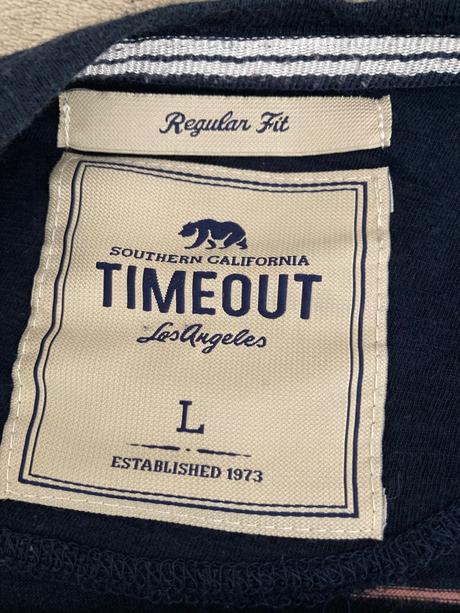 Regular Fit
SOUTHERN CALIFORNIA
TIMEOUT
Los Angeles
L
ESTABLISHED 1973